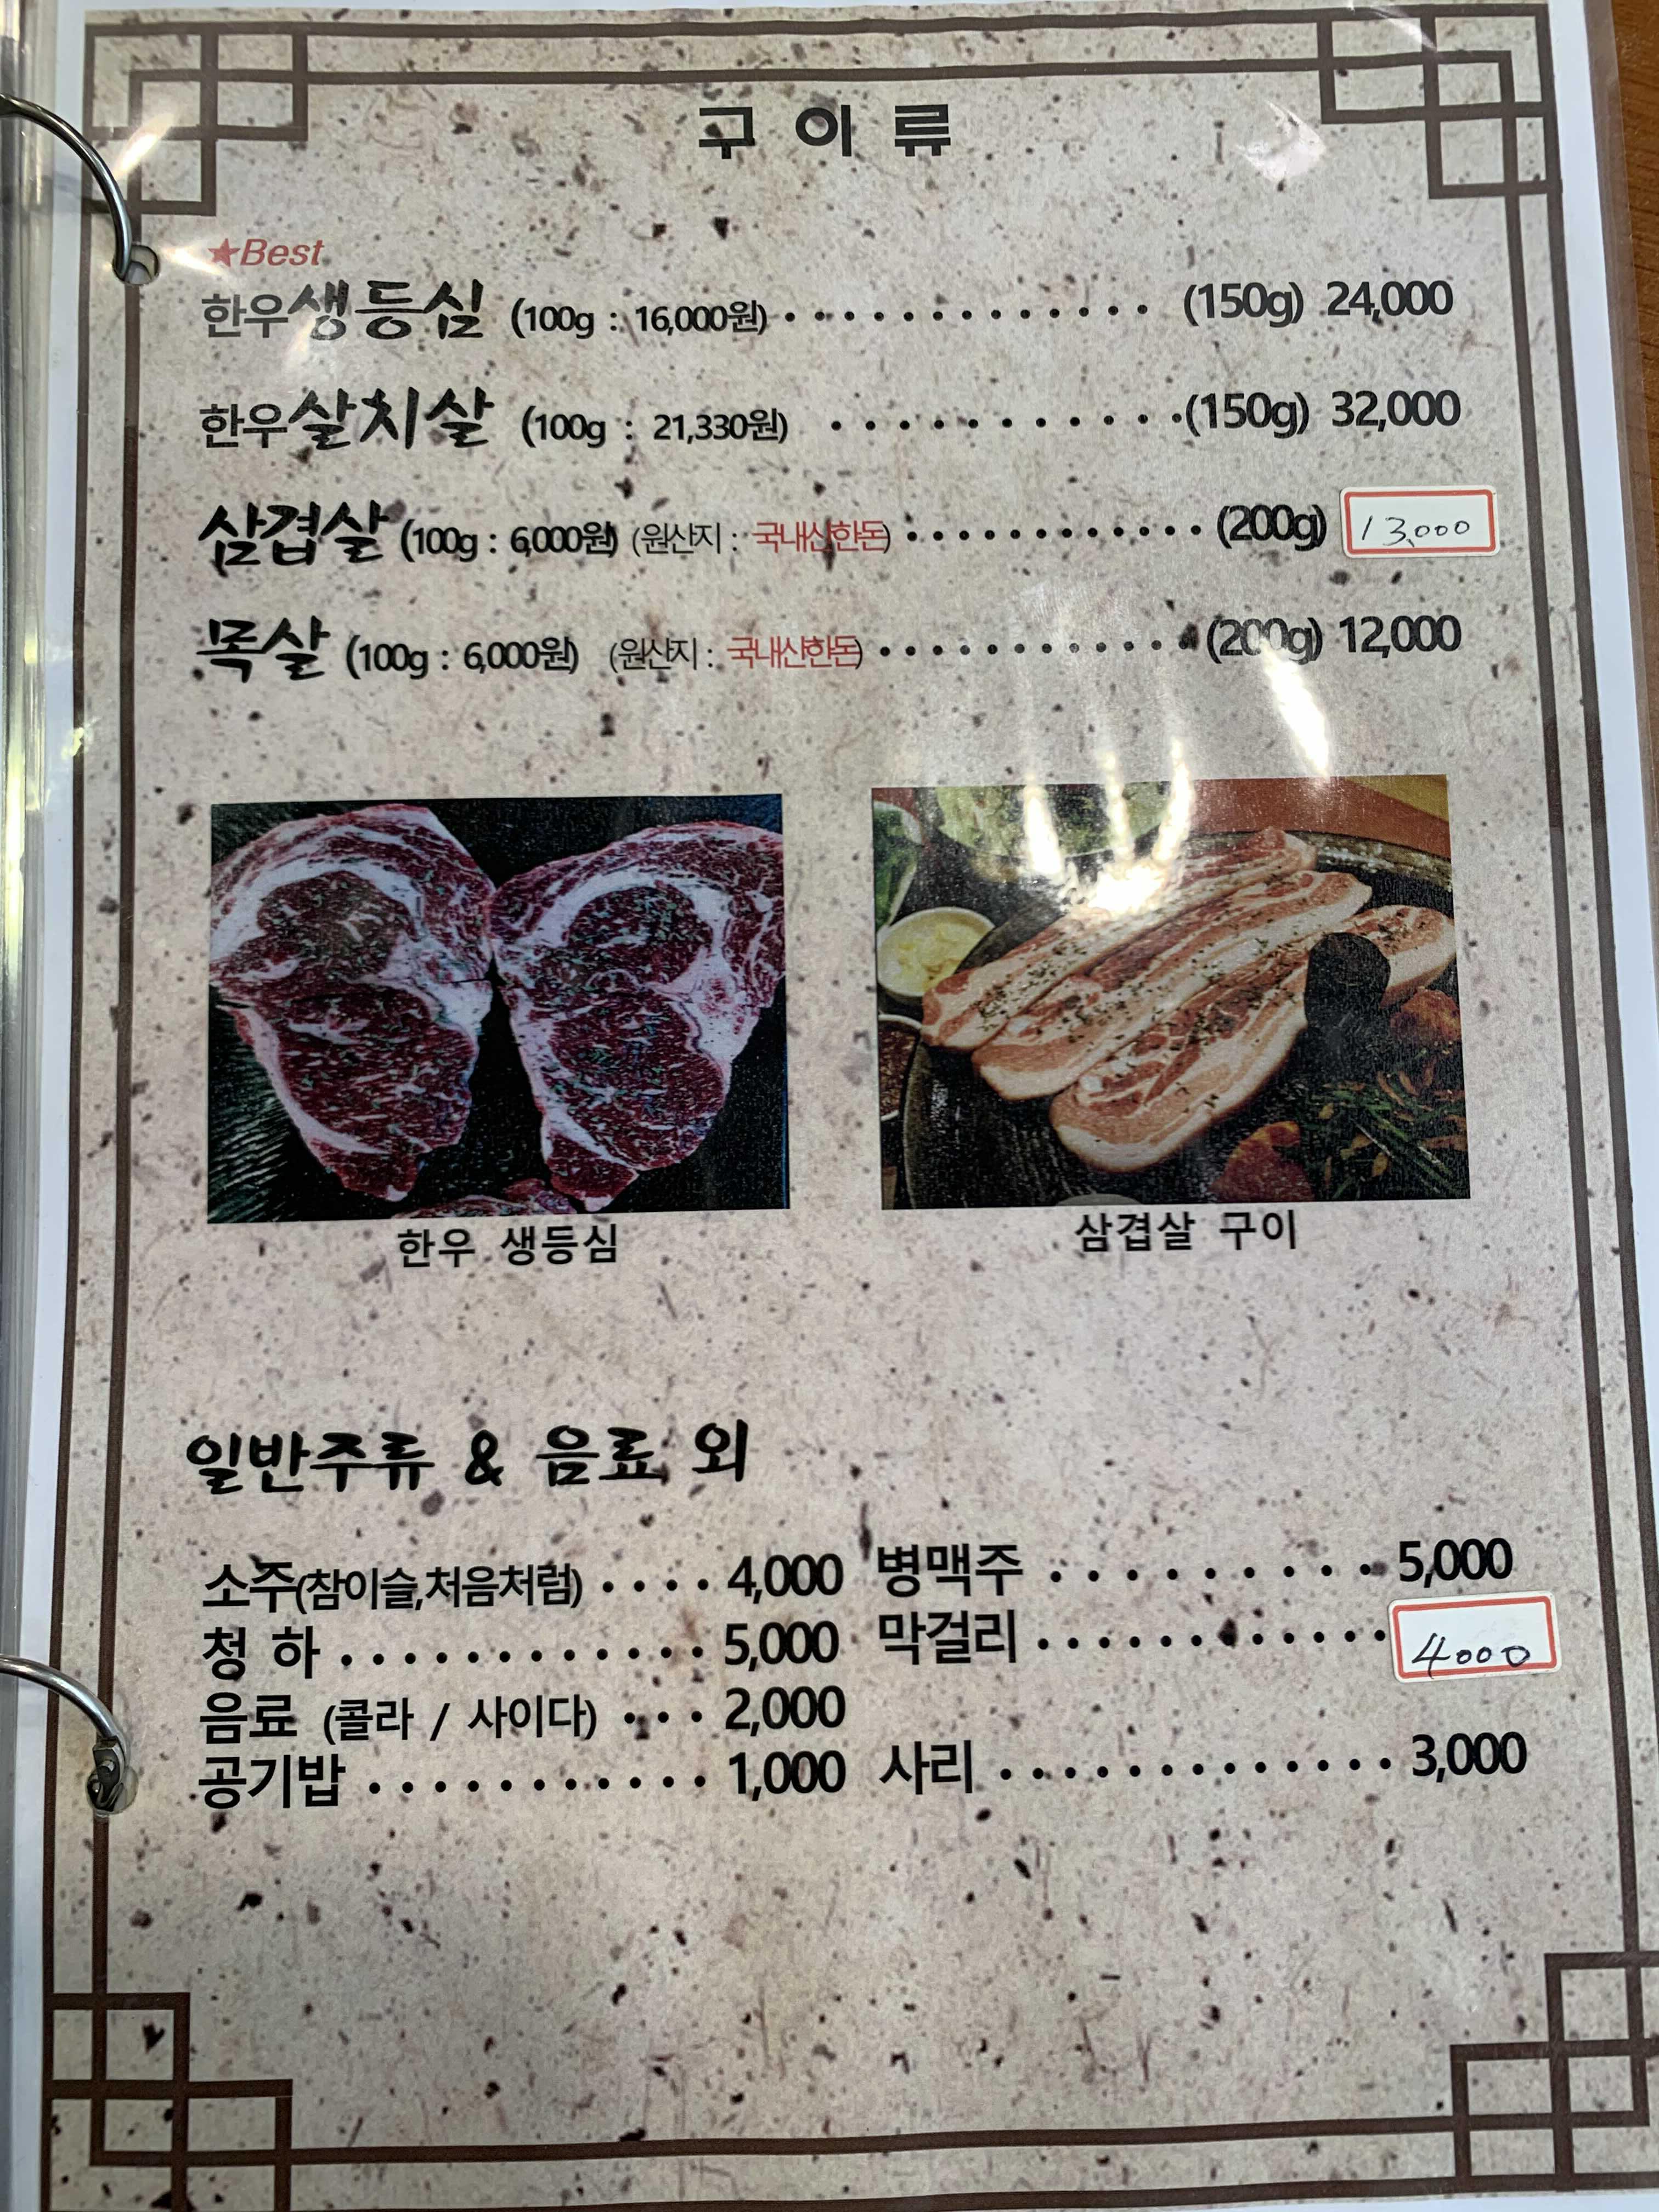 구이류
★Best
한우생등심 (100g : 16,000원) · · · · · · · · · · · · · (150g) 24,000
한우살치살 (100g : 21,330원) · · · · · · · · · · · · (150g) 32,000
삼겹살 (100g : 6,000원) (원산지 : 국내산한돈) · · · · · · · · · · · (200g) 13,000
목살 (100g : 6,000원) (원산지 : 국내산한돈) · · · · · · · · · · · · (200g) 12,000
한우 생등심
삼겹살 구이
일반주류 & 음료 외
소주(참이슬,처음처럼) · · · · 4,000
청 하 · · · · · · · · · · · · 5,000
음료 (콜라 / 사이다) · · · 2,000
공기밥 · · · · · · · · · · · 1,000
병맥주 · · · · · · · · · · 5,000
막걸리 · · · · · · · · · · · · 4000
사리 · · · · · · · · · · · · · 3,000